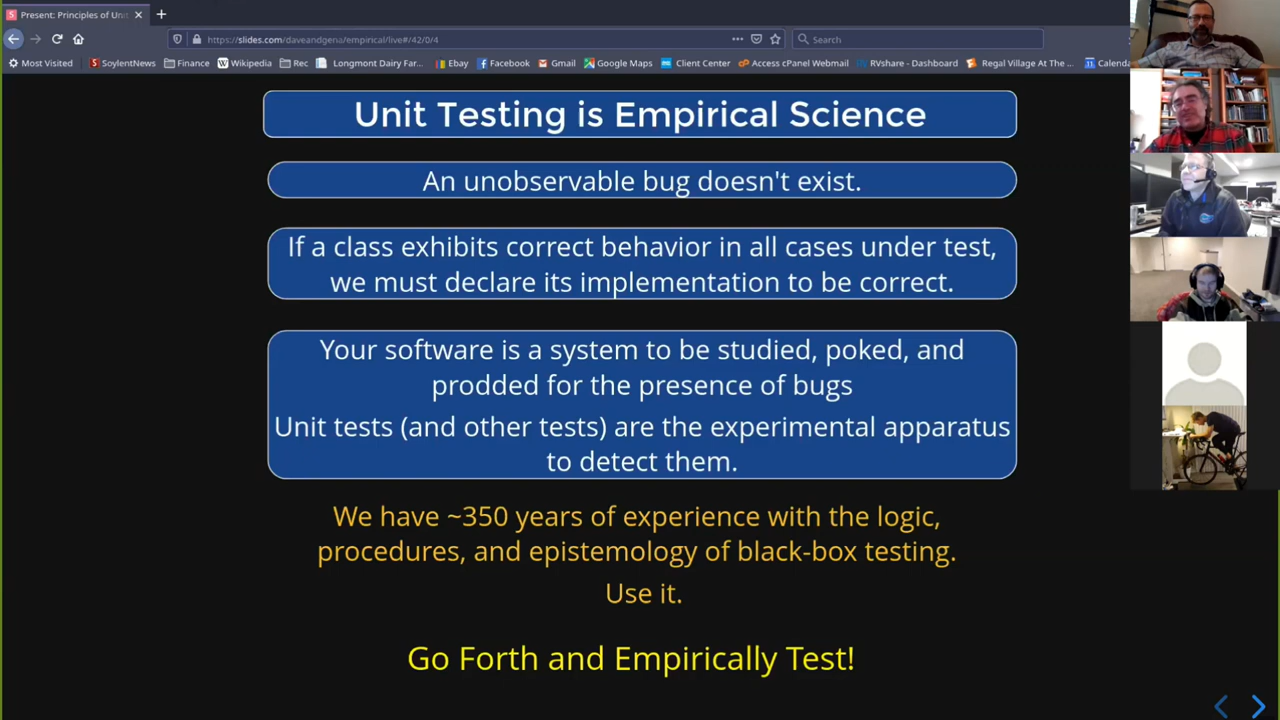 Present: Principles of Uni
https://slides.com/daveandgena/empirical/live#/42/0/4
Search
Most Visited
SoylentNews
Finance
Wikipedia
Rec
Longmont Dairy Far...
Ebay
Facebook
Gmail
Google Maps
Client Center
Access cPanel Webmail
RVshare - Dashboard
Regal Village At The ...
Calenda
Unit Testing is Empirical Science
An unobservable bug doesn't exist.
If a class exhibits correct behavior in all cases under test,
we must declare its implementation to be correct.
Your software is a system to be studied, poked, and
prodded for the presence of bugs
Unit tests (and other tests) are the experimental apparatus
to detect them.
We have ~350 years of experience with the logic,
procedures, and epistemology of black-box testing.
Use it.
Go Forth and Empirically Test!